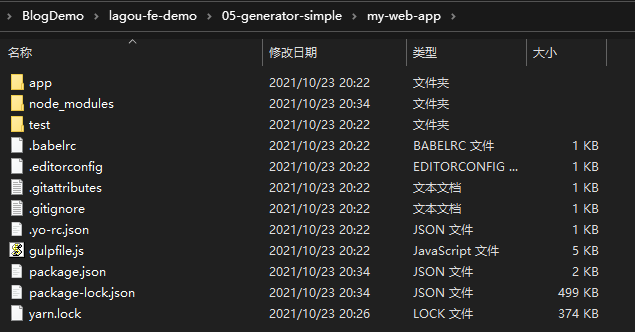 BlogDemo > lagou-fe-demo > 05-generator-simple > my-web-app
名称 修改日期 类型 大小
app 2021/10/23 20:22 文件夹
node_modules 2021/10/23 20:34 文件夹
test 2021/10/23 20:22 文件夹
.babelrc 2021/10/23 20:22 BABELRC 文件 1 KB
.editorconfig 2021/10/23 20:22 EDITORCONFIG ... 1 KB
.gitattributes 2021/10/23 20:22 文本文档 1 KB
.gitignore 2021/10/23 20:22 文本文档 1 KB
.yo-rc.json 2021/10/23 20:22 JSON 文件 1 KB
gulpfile.js 2021/10/23 20:22 JavaScript 文件 5 KB
package.json 2021/10/23 20:34 JSON 文件 2 KB
package-lock.json 2021/10/23 20:34 JSON 文件 499 KB
yarn.lock 2021/10/23 20:26 LOCK 文件 374 KB